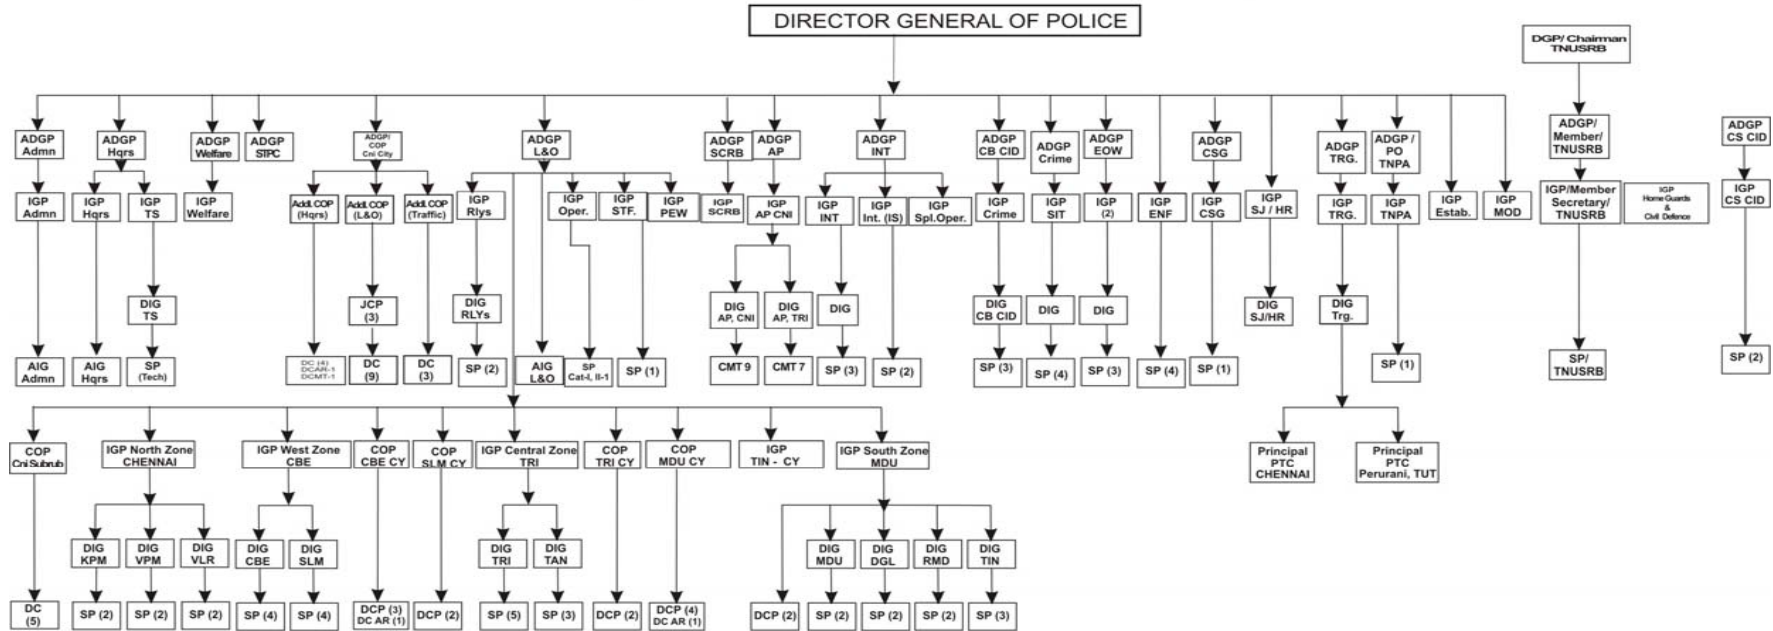 DIRECTOR GENERAL OF POLICE
DGP/ Chairman
TNUSRB
ADGP
Admn
ADGP
Hqrs
ADGP
Welfare
ADGP
STPC
ADGP/
COP
Cni City
ADGP
L&O
ADGP
SCRB
ADGP
AP
ADGP
INT
ADGP
CB CID
ADGP
Crime
ADGP
EOW
ADGP
CSG
ADGP
TRG.
ADGP /
PO
TNPA
ADGP/
Member/
TNUSRB
ADGP
CS CID
IGP
Admn
IGP
Hqrs
IGP
TS
IGP
Welfare
Addl. COP
(Hqrs)
Addl. COP
(L&O)
Addl. COP
(Traffic)
IGP
Rlys
IGP
Oper.
IGP
STF.
IGP
PEW
IGP
SCRB
IGP
AP CNI
IGP
INT
IGP
Int. (IS)
IGP
Spl.Oper.
IGP
Crime
IGP
SIT
IGP
(2)
IGP
ENF
IGP
CSG
IGP
SJ / HR
IGP
TRG.
IGP
TNPA
IGP
Estab.
IGP
MOD
IGP/Member
Secretary/
TNUSRB
IGP
Home Guards
&
Civil Defence
IGP
CS CID
DIG
TS
JCP
(3)
DIG
RLYs
DIG
AP, CNI
DIG
AP, TRI
DIG
DIG
CB CID
DIG
DIG
DIG
SJ/HR
DIG
Trg.
AIG
Admn
AIG
Hqrs
SP
(Tech)
DC (4)
DCAR-1
DCMT-1
DC
(9)
DC
(3)
SP (2)
AIG
L&O
SP
Cat-I, II-1
SP (1)
CMT 9
CMT 7
SP (3)
SP (2)
SP (3)
SP (4)
SP (3)
SP (4)
SP (1)
SP (1)
SP/
TNUSRB
SP (2)
COP
Cni Subrub
IGP North Zone
CHENNAI
IGP West Zone
CBE
COP
CBE CY
COP
SLM CY
IGP Central Zone
TRI
COP
TRI CY
COP
MDU CY
IGP
TIN - CY
IGP South Zone
MDU
Principal
PTC
CHENNAI
Principal
PTC
Perurani, TUT
DIG
KPM
DIG
VPM
DIG
VLR
DIG
CBE
DIG
SLM
DIG
TRI
DIG
TAN
DIG
MDU
DIG
DGL
DIG
RMD
DIG
TIN
DC
(5)
SP (2)
SP (2)
SP (2)
SP (4)
SP (4)
DCP (3)
DC AR (1)
DCP (2)
SP (5)
SP (3)
DCP (2)
DCP (4)
DC AR (1)
DCP (2)
SP (2)
SP (2)
SP (2)
SP (3)